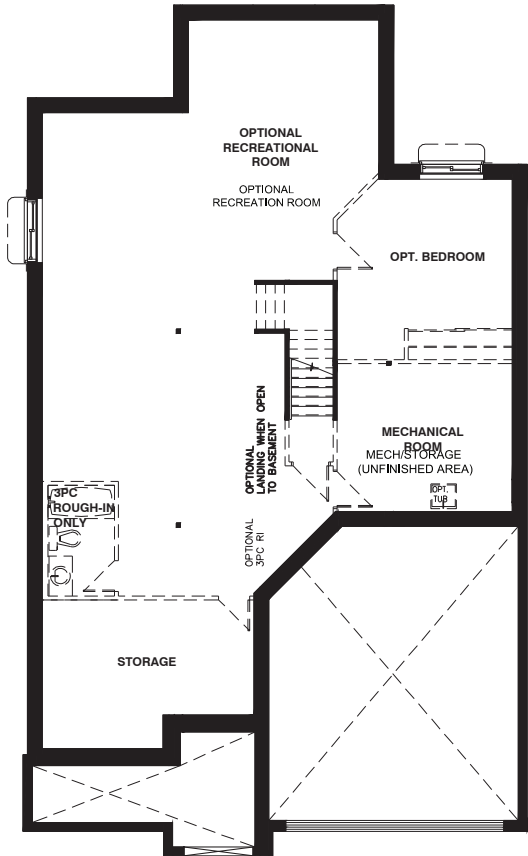 OPTIONAL
RECREATIONAL
ROOM
OPTIONAL
RECREATION ROOM
OPT. BEDROOM
OPTIONAL
LANDING WHEN OPEN
TO BASEMENT
MECHANICAL
ROOM
MECH/STORAGE
(UNFINISHED AREA)
OPT.
TUB
3PC
ROUGH-IN
ONLY
OPTIONAL
3PC RI
STORAGE